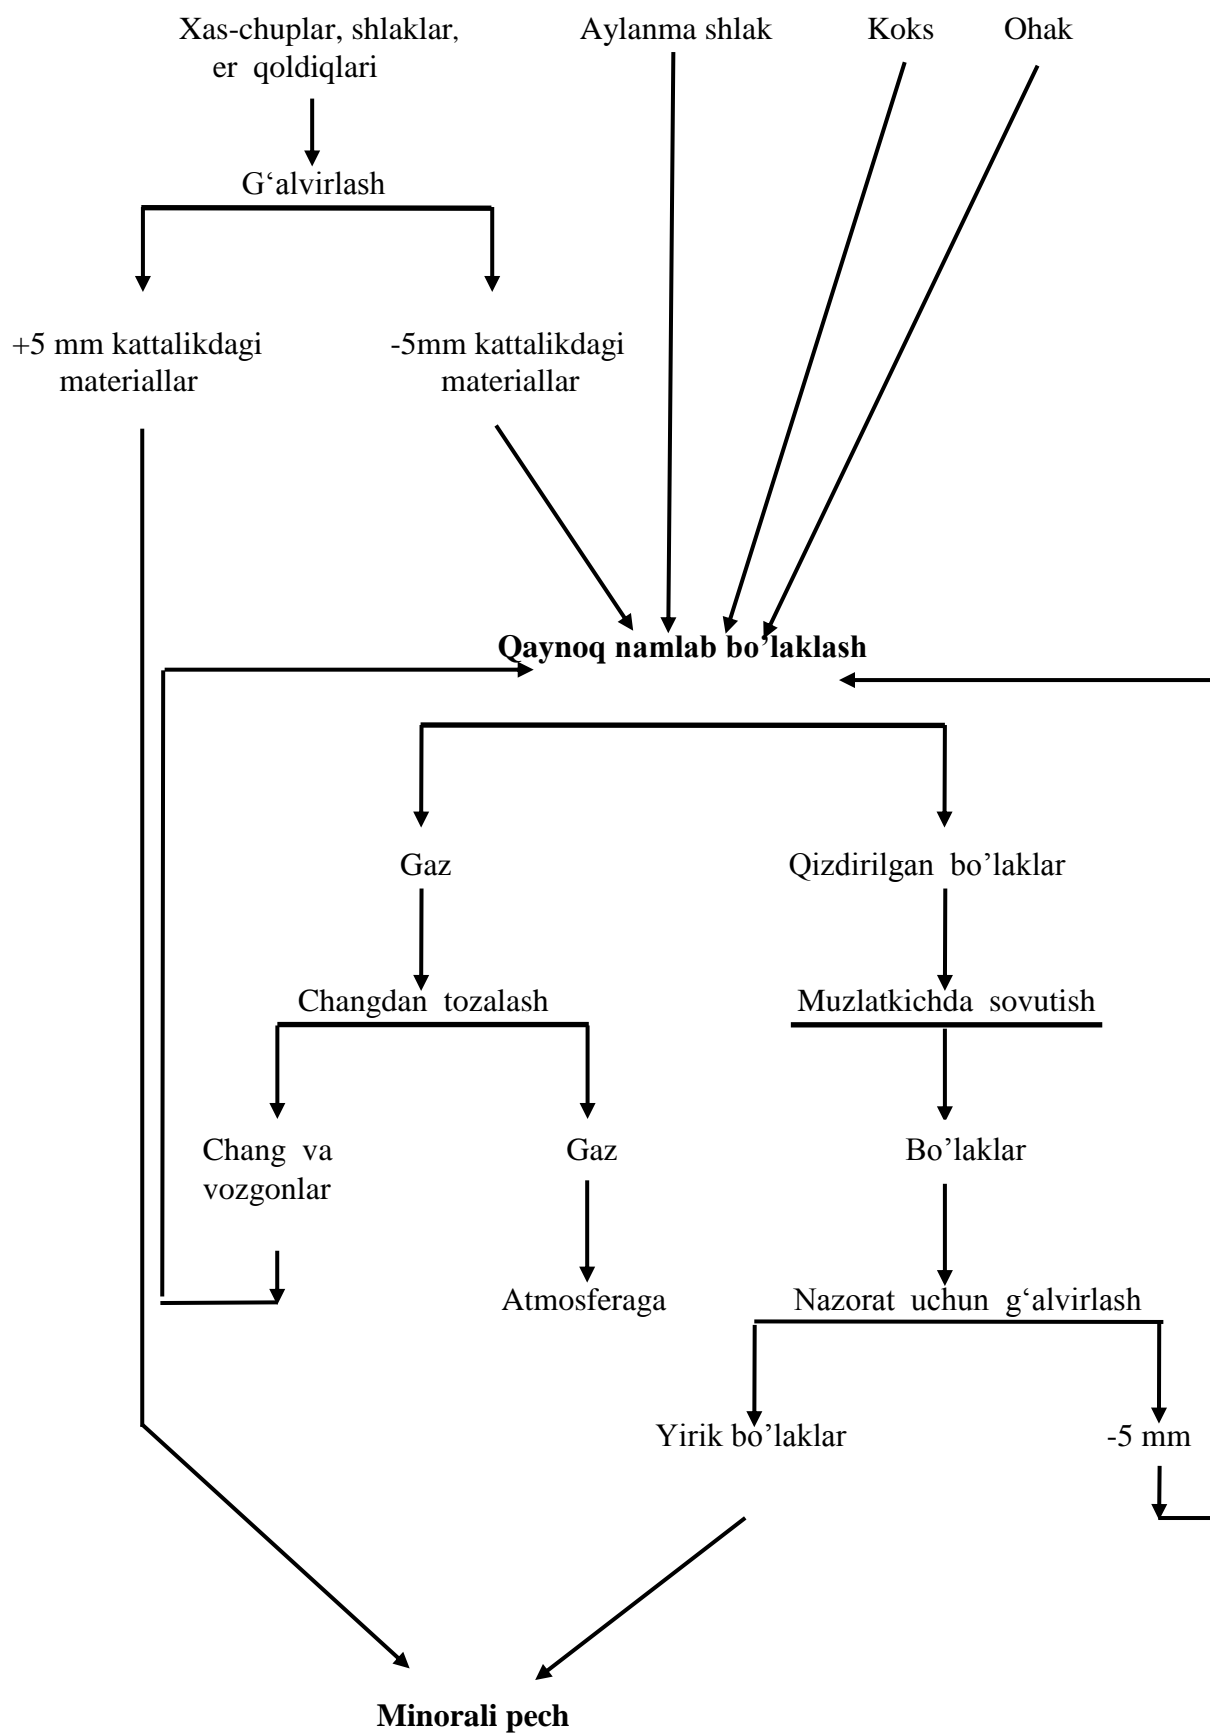 Xas-chuplar, shlaklar,
er qoldiqlari
Aylanma shlak
Koks
Ohak
G‘alvirlash
+5 mm kattalikdagi
materiallar
-5mm kattalikdagi
materiallar
Qaynoq namlab bo’laklash
Gaz
Qizdirilgan bo’laklar
Changdan tozalash
Muzlatkichda sovutish
Chang va
vozgonlar
Gaz
Bo’laklar
Atmosferaga
Nazorat uchun g‘alvirlash
Yirik bo’laklar
-5 mm
Minorali pech